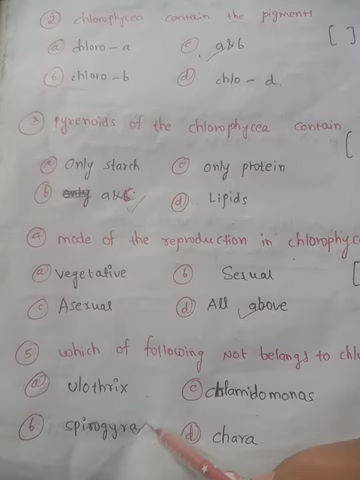 ② chlorophycea contain the pigments
ⓐ chloro-a ⓒ a&b [ ]
ⓑ chloro-b ⓓ chlo-d
③ Pyrenoids of the chlorophycea contain [
ⓐ Only starch ⓒ only protein
ⓑ a&c ⓓ Lipids
④ mode of the reproduction in chlorophyce
ⓐ vegetative ⓑ Sexual [
ⓒ Asexual ⓓ All above
⑤ which of following not belongs to chl
ⓐ ulothrix ⓒ chlamidomonas
ⓑ spirogyra ⓓ chara